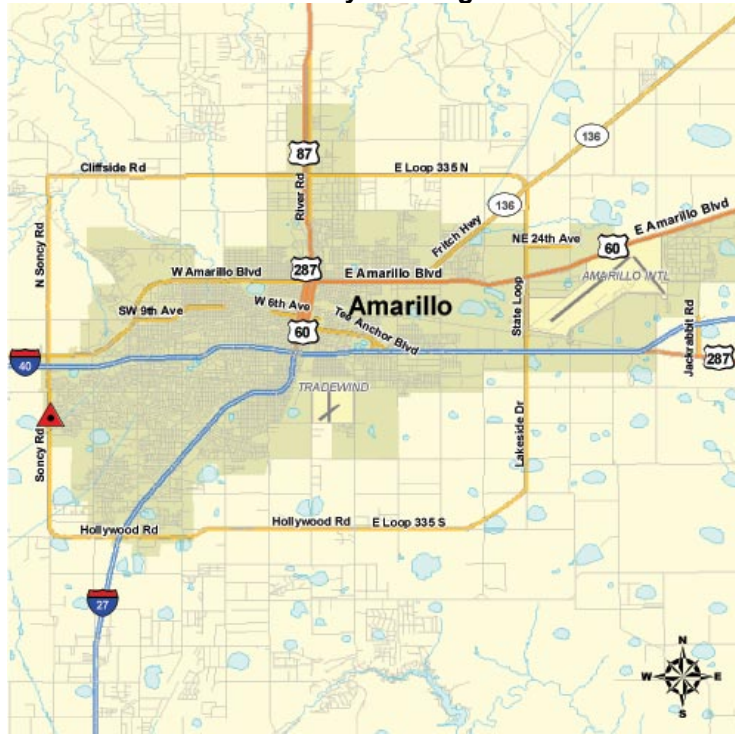 87
136
Cliffside Rd
E Loop 335 N
River Rd
136
Fritch Hwy
NE 24th Ave
60
E Amarillo Blvd
N Soncy Rd
W Amarillo Blvd
287
E Amarillo Blvd
AMARILLO INTL
SW 9th Ave
W 6th Ave
Amarillo
Tee Anchor Blvd
State Loop
Jackrabbit Rd
60
40
287
TRADEWIND
Soncy Rd
Lakeside Dr
Hollywood Rd
Hollywood Rd
E Loop 335 S
27
N
W
E
S